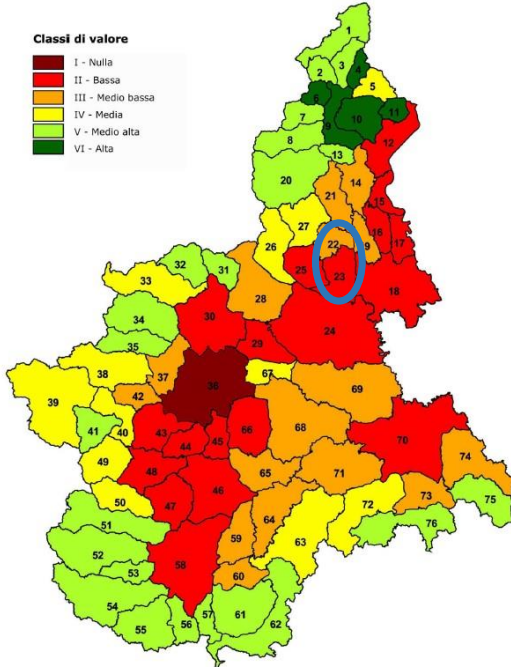 Classi di valore
I - Nulla
II - Bassa
III - Medio bassa
IV - Media
V - Medio alta
VI - Alta
1
2 3 4
5
6
7 9 10 11
8 12
13
20 14
21 15
27 22 16 17
26 25 23 18
32 31
33 28
30 24
34
35 29
38 37 36 67 69
39 42
41 40 43 44 45 66 68 70
49 48 65 71 74
50 47 46 72 73 75
51 64 63 76
52 58 59
53 60
54 55 56 57 61 62